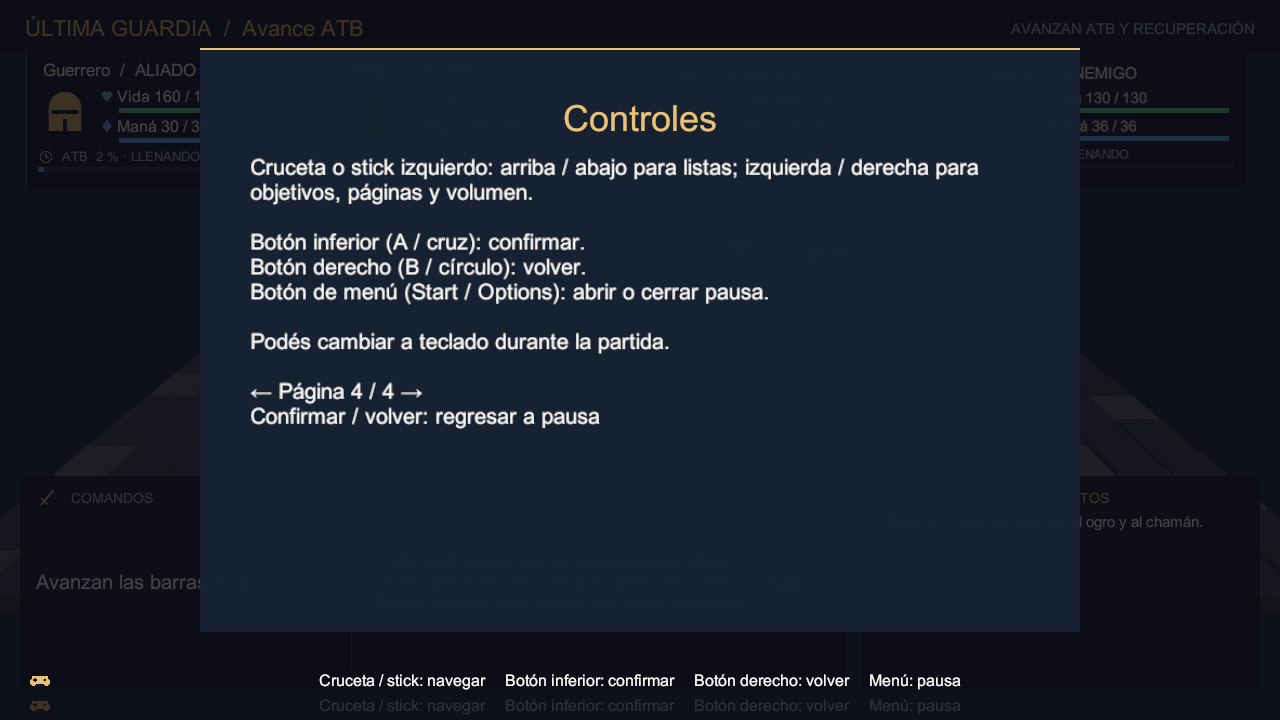 ÚLTIMA GUARDIA / Avance ATB
AVANZAN ATB Y RECUPERACIÓN
Guerrero / ALIADO
Vida 160 / 1
Maná 30 / 3
ATB 2 % · LLENANDO
NEMIGO
130 / 130
á 36 / 36
ENANDO
Controles
Cruceta o stick izquierdo: arriba / abajo para listas; izquierda / derecha para
objetivos, páginas y volumen.
Botón inferior (A / cruz): confirmar.
Botón derecho (B / círculo): volver.
Botón de menú (Start / Options): abrir o cerrar pausa.
Podés cambiar a teclado durante la partida.
← Página 4 / 4 →
Confirmar / volver: regresar a pausa
COMANDOS
Avanzan las barras
TOS
l ogro y al chamán.
Cruceta / stick: navegar Botón inferior: confirmar Botón derecho: volver Menú: pausa
Cruceta / stick: navegar Botón inferior: confirmar Botón derecho: volver Menú: pausa